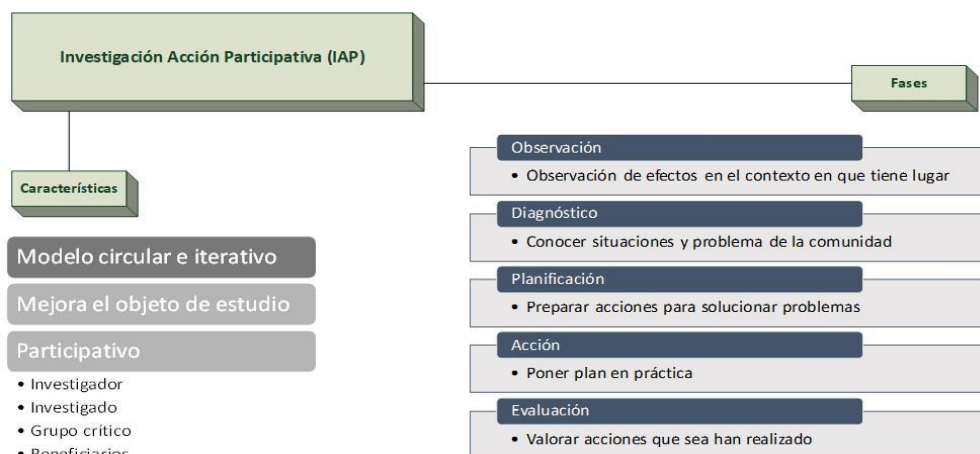 Investigación Acción Participativa (IAP)
Fases
Características
Modelo circular e iterativo
Mejora el objeto de estudio
Participativo
• Investigador
• Investigado
• Grupo crítico
• Beneficiarios
Observación
• Observación de efectos en el contexto en que tiene lugar
Diagnóstico
• Conocer situaciones y problema de la comunidad
Planificación
• Preparar acciones para solucionar problemas
Acción
• Poner plan en práctica
Evaluación
• Valorar acciones que sea han realizado